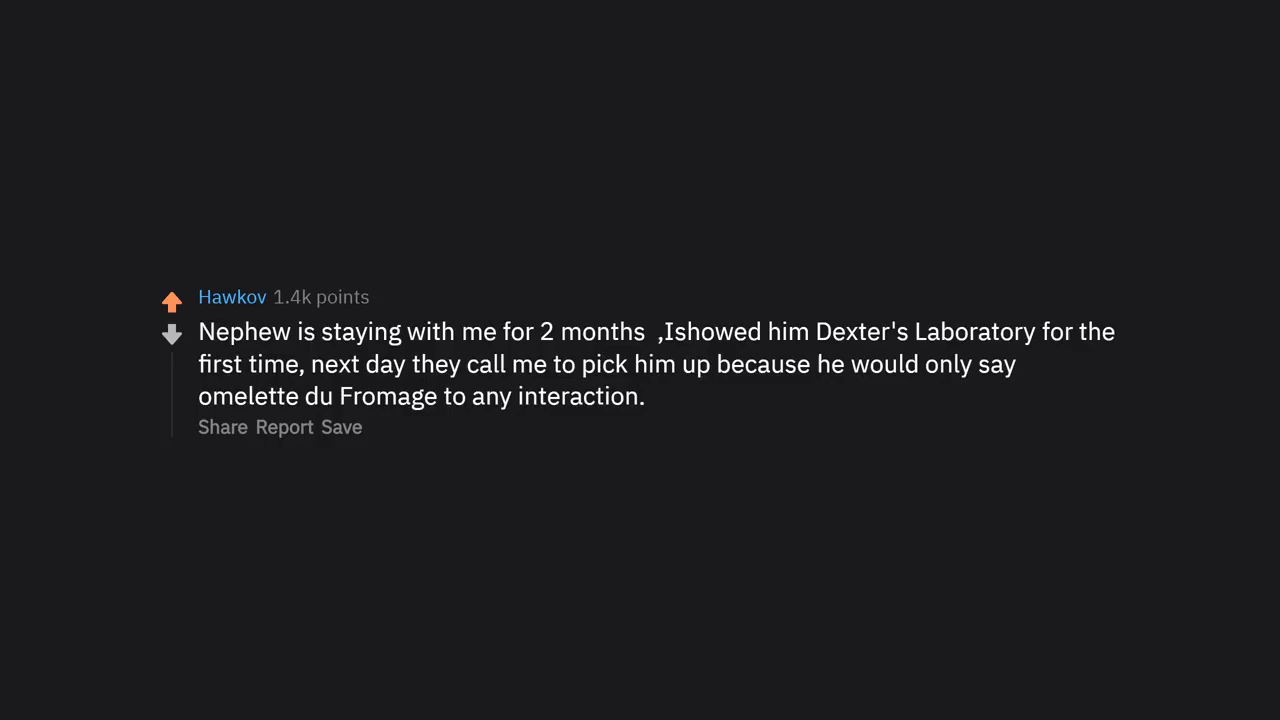 Hawkov 1.4k points
Nephew is staying with me for 2 months  ,Ishowed him Dexter's Laboratory for the
first time, next day they call me to pick him up because he would only say
omelette du Fromage to any interaction.
Share Report Save